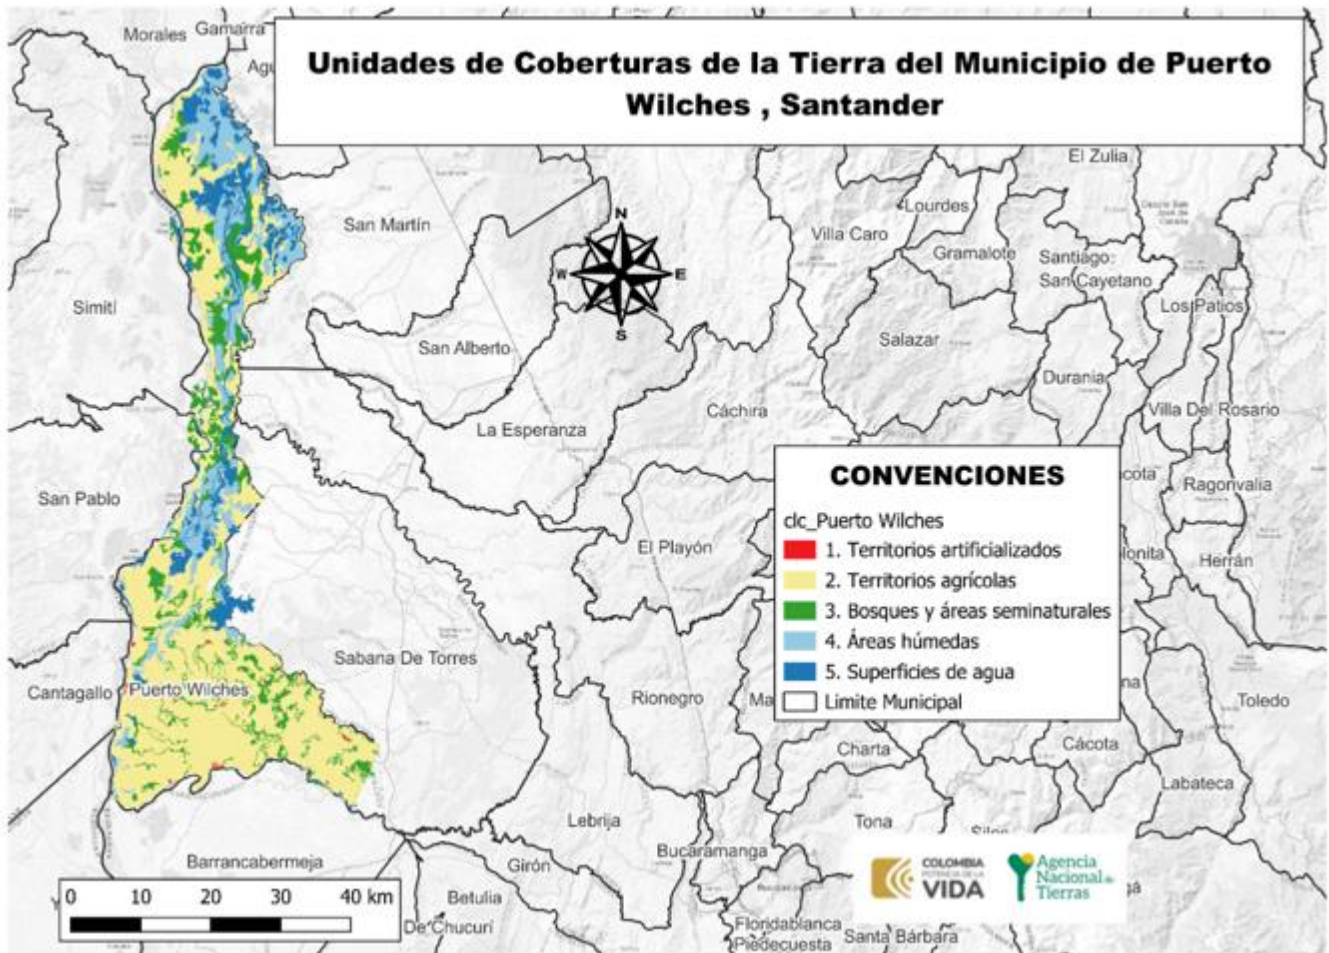 Morales
Gamarra
Unidades de Coberturas de la Tierra del Municipio de Puerto
Wilches , Santander
El Zulia
Lourdes
San Martín
Villa Caro
N
Gramalote
Santiago
San Cayetano
W
E
Simití
Los Patios
S
San Alberto
Salazar
Durania
Cáchira
Villa Del Rosario
La Esperanza
CONVENCIONES
San Pablo
Ragonvalia
clc_Puerto Wilches
El Playón
1. Territorios artificializados
Herrán
2. Territorios agrícolas
3. Bosques y áreas seminaturales
4. Áreas húmedas
Sabana De Torres
5. Superficies de agua
Cantagallo
Puerto Wilches
Rionegro
Limite Municipal
Toledo
Charta
Cácota
Labateca
Lebrija
Tona
Bucaramanga
Barrancabermeja
Girón
COLOMBIA
POTENCIA DE LA
VIDA
Agencia
Nacional de
Tierras
0 10 20 30 40 km
Betulia
De Chucurí
Floridablanca
Piedecuesta
Santa Bárbara